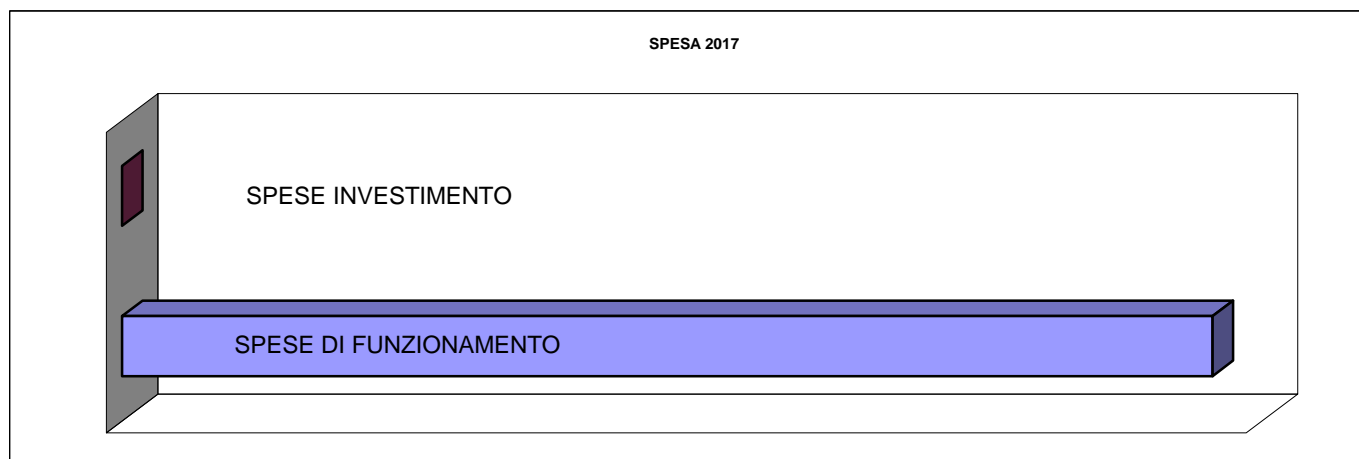 SPESA 2017
SPESE INVESTIMENTO
SPESE DI FUNZIONAMENTO